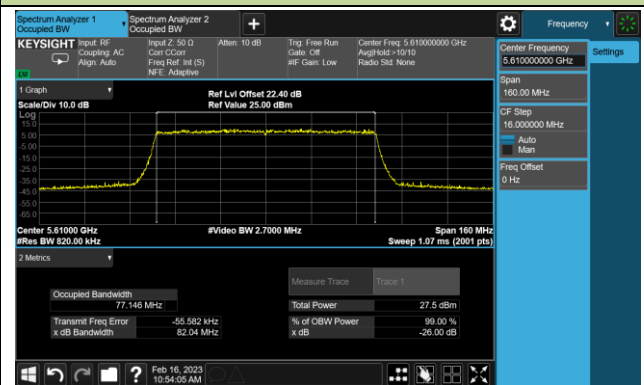 Spectrum Analyzer 1
Occupied BW
Spectrum Analyzer 2
Occupied BW
+
Frequency
KEYSIGHT
Input: RF
Coupling: AC
Align: Auto
Input Z: 50 Ω
Corr CCorr
Freq Ref: Int (S)
NFE: Adaptive
Atten: 10 dB
Trig: Free Run
Gate: Off
#IF Gain: Low
Center Freq: 5.610000000 GHz
Avg|Hold:>10/10
Radio Std: None
Center Frequency
5.610000000 GHz
Settings
Span
160.00 MHz
CF Step
16.000000 MHz
Auto
Man
Freq Offset
0 Hz
1 Graph
Scale/Div 10.0 dB
Ref Lvl Offset 22.40 dB
Ref Value 25.00 dBm
Log
15.0
5.00
-5.00
-15.0
-25.0
-35.0
-45.0
-55.0
-65.0
Center 5.61000 GHz
#Res BW 820.00 kHz
#Video BW 2.7000 MHz
Span 160 MHz
Sweep 1.07 ms (2001 pts)
2 Metrics
Measure Trace
Trace 1
Occupied Bandwidth
77.146 MHz
Total Power
27.5 dBm
Transmit Freq Error
-55.582 kHz
% of OBW Power
99.00 %
x dB Bandwidth
82.04 MHz
x dB
-26.00 dB
?
Feb 16, 2023
10:54:05 AM